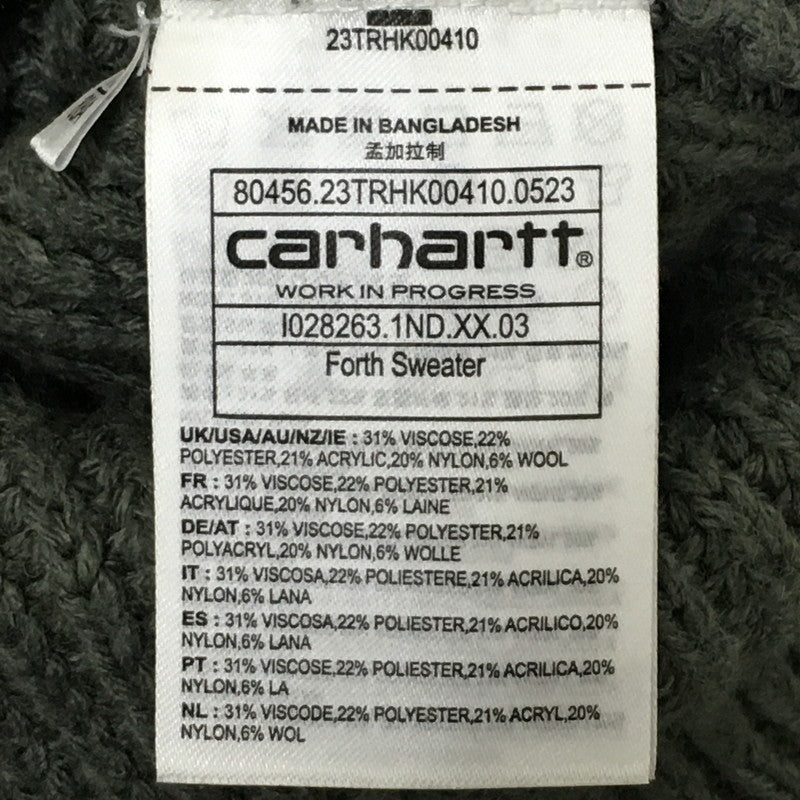 23TRHK00410
MADE IN BANGLADESH
孟加拉制
80456.23TRHK00410.0523
carhartt®
WORK IN PROGRESS
I028263.1ND.XX.03
Forth Sweater
UK/USA/AU/NZ/IE : 31% VISCOSE,22%
POLYESTER,21% ACRYLIC,20% NYLON,6% WOOL
FR : 31% VISCOSE,22% POLYESTER,21%
ACRYLIQUE,20% NYLON,6% LAINE
DE/AT : 31% VISCOSE,22% POLYESTER,21%
POLYACRYL,20% NYLON,6% WOLLE
IT : 31% VISCOSA,22% POLIESTERE,21% ACRILICA,20%
NYLON,6% LANA
ES : 31% VISCOSA,22% POLIESTER,21% ACRILICO,20%
NYLON,6% LANA
PT : 31% VISCOSE,22% POLIESTER,21% ACRILICA,20%
NYLON,6% LA
NL : 31% VISCODE,22% POLYESTER,21% ACRYL,20%
NYLON,6% WOL